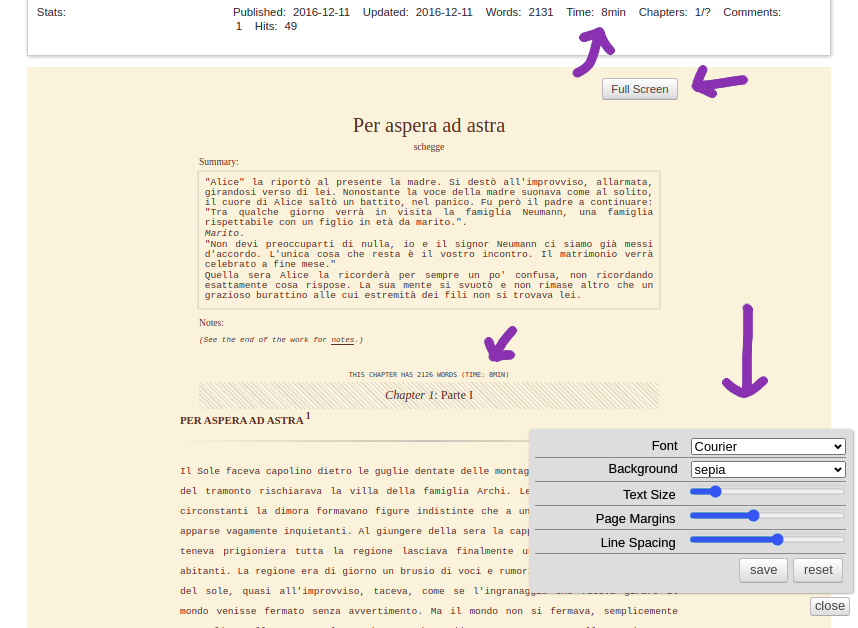 Stats: Published: 2016-12-11 Updated: 2016-12-11 Words: 2131 Time: 8min Chapters: 1/? Comments:
1 Hits: 49
Full Screen
Per aspera ad astra
schegge
Summary:
"Alice" la riportò al presente la madre. Si destò all'improvviso, allarmata,
girandosi verso di lei. Nonostante la voce della madre suonava come al solito,
il cuore di Alice saltò un battito, nel panico. Fu però il padre a continuare:
"Tra qualche giorno verrà in visita la famiglia Neumann, una famiglia
rispettabile con un figlio in età da marito.".
Marito.
"Non devi preoccuparti di nulla, io e il signor Neumann ci siamo già messi
d'accordo. L'unica cosa che resta è il vostro incontro. Il matrimonio verrà
celebrato a fine mese."
Quella sera Alice la ricorderà per sempre un po' confusa, non ricordando
esattamente cosa rispose. La sua mente si svuotò e non rimase altro che un
grazioso burattino alle cui estremità dei fili non si trovava lei.
Notes:
(See the end of the work for notes.)
THIS CHAPTER HAS 2126 WORDS (TIME: 8MIN)
Chapter 1: Parte I
PER ASPERA AD ASTRA 1
Il Sole faceva capolino dietro le guglie dentate delle montag
del tramonto rischiarava la villa della famiglia Archi. Le
circostanti la dimora formavano figure indistinte che a un
apparse vagamente inquietanti. Al giungere della sera la capp
teneva prigioniera tutta la regione lasciava finalmente u
abitanti. La regione era di giorno un brusio di voci e rumor
del sole, quasi all'improvviso, taceva, come se l'ingranagg
mondo venisse fermato senza avvertimento. Ma il mondo non si fermava, semplicemente
Font Courier
Background sepia
Text Size
Page Margins
Line Spacing
save reset
close